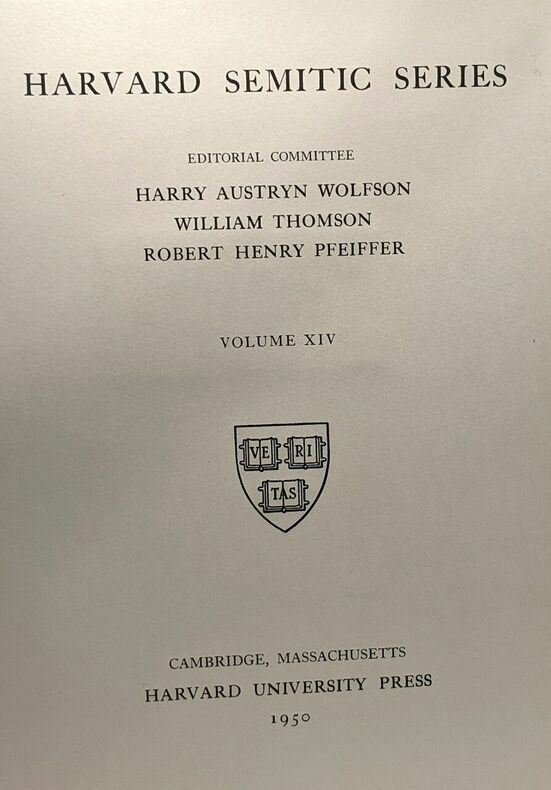 HARVARD SEMITIC SERIES
EDITORIAL COMMITTEE
HARRY AUSTRYN WOLFSON
WILLIAM THOMSON
ROBERT HENRY PFEIFFER
VOLUME XIV
VE RI
TAS
CAMBRIDGE, MASSACHUSETTS
HARVARD UNIVERSITY PRESS
1950